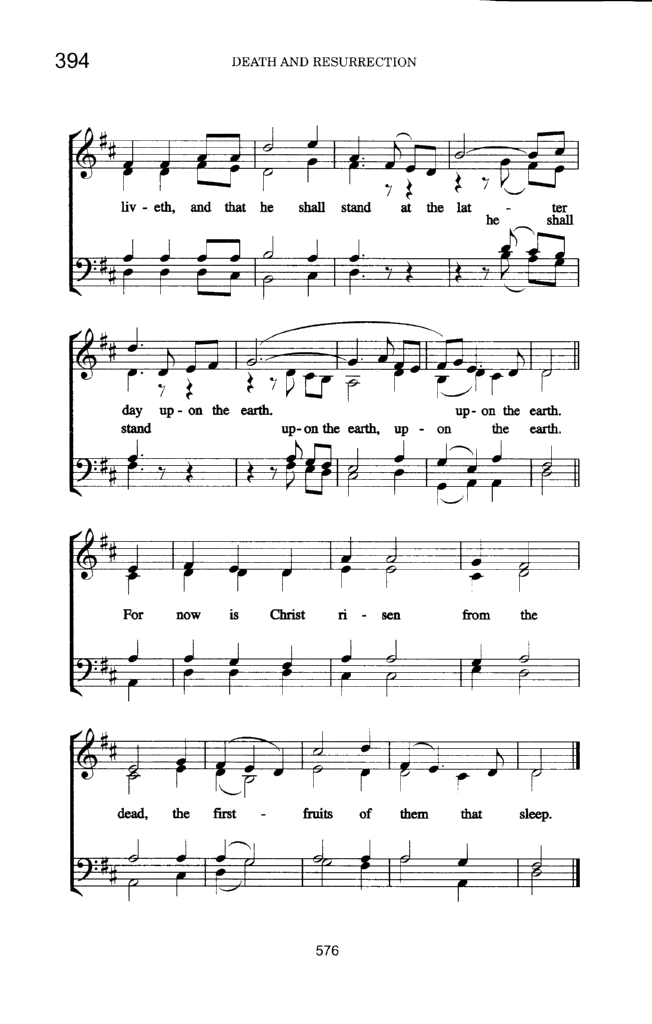 394
DEATH AND RESURRECTION
liv - eth, and that he shall stand at the lat - ter
he shall
day up - on the earth. up - on the earth.
stand up - on the earth, up - on the earth.
For now is Christ ri - sen from the
dead, the first - fruits of them that sleep.
576